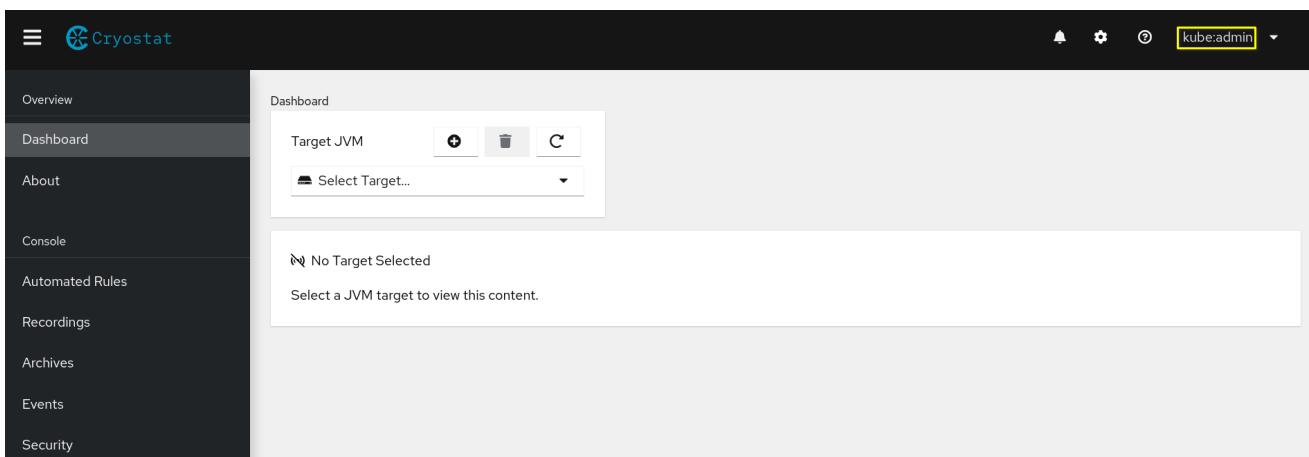 Cryostat
kube:admin
Overview
Dashboard
About
Console
Automated Rules
Recordings
Archives
Events
Security
Dashboard
Target JVM
Select Target...
No Target Selected
Select a JVM target to view this content.